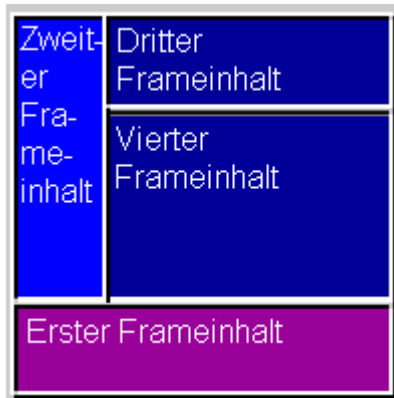 Zweit-
er
Fra-
me-
inhalt
Dritter
Frameinhalt
Vierter
Frameinhalt
Erster Frameinhalt